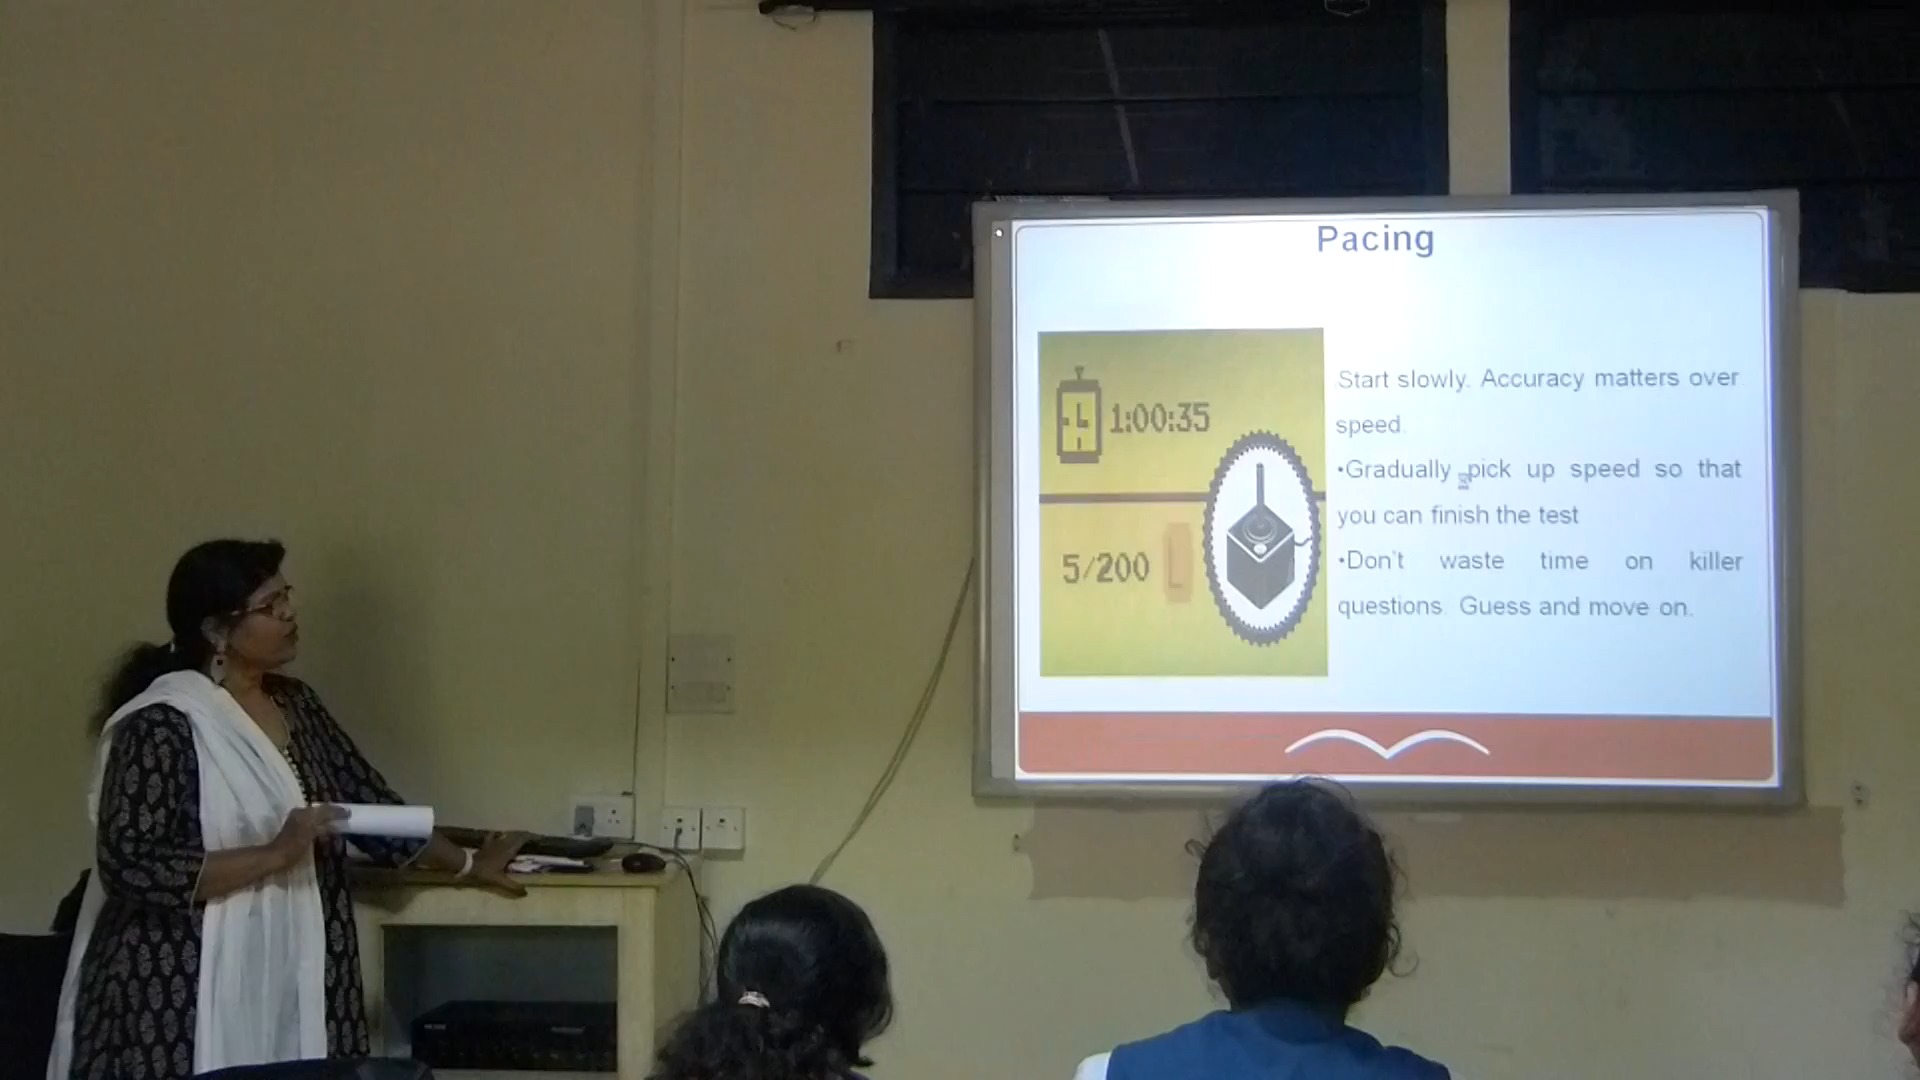 Pacing
1:00:35
5/200
Start slowly. Accuracy matters over
speed.
•Gradually pick up speed so that
you can finish the test
•Don't waste time on killer
questions. Guess and move on.